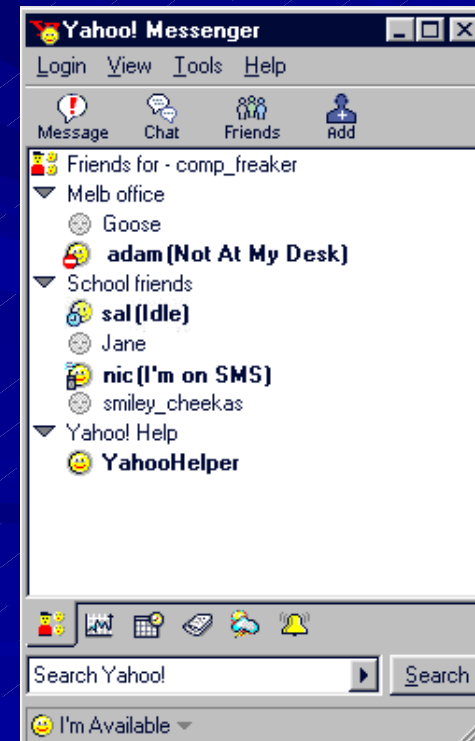 Yahoo! Messenger
Login View Tools Help
Message Chat Friends Add
Friends for - comp_freaker
Melb office
Goose
adam (Not At My Desk)
School friends
sal (Idle)
Jane
nic (I'm on SMS)
smiley_cheekas
Yahoo! Help
YahooHelper
Search Yahoo! Search
I'm Available